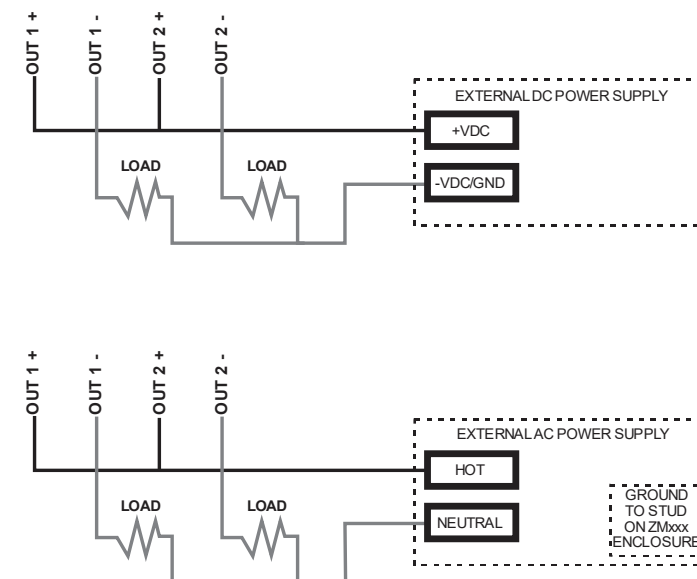 OUT 1 +
OUT 1 -
OUT 2 +
OUT 2 -
EXTERNAL DC POWER SUPPLY
+VDC
LOAD
LOAD
-VDC/GND
OUT 1 +
OUT 1 -
OUT 2 +
OUT 2 -
EXTERNAL AC POWER SUPPLY
HOT
LOAD
LOAD
NEUTRAL
GROUND
TO STUD
ON ZMxxx
ENCLOSURE